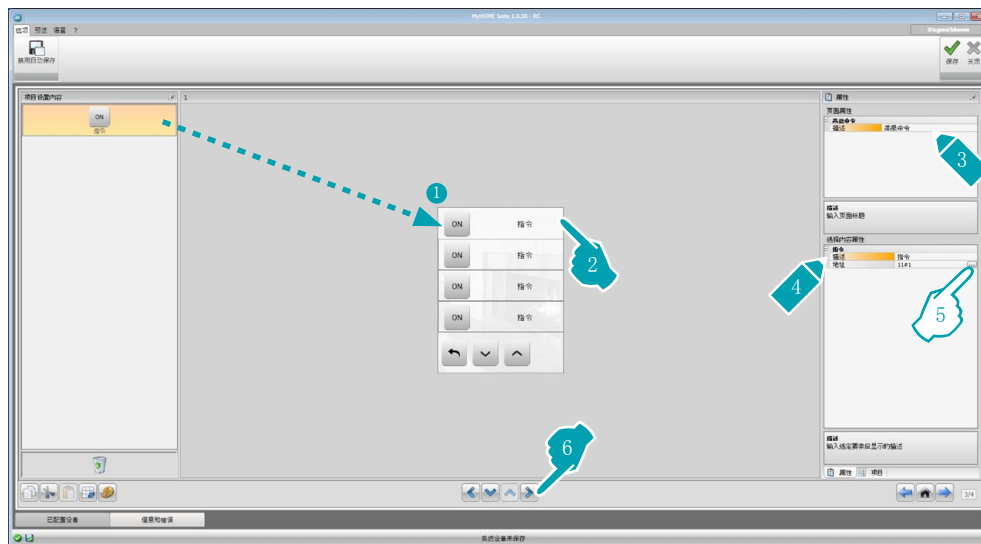 MyHOME Suite 1.0.30 - RC
选项 预览 语言 ?
禁用自动保存
保存 关闭
项目设置内容
1
ON
指令
1
ON 指令
ON 指令
ON 指令
ON 指令
2
属性
页面属性
高级命令
描述 高级命令
3
描述
输入页面标题
选择内容属性
指令
描述 指令
地址 11#1
...
4
5
描述
输入选定要素应显示的描述
属性 项目
6
3/4
已配置设备 信息和错误
系统设备未保存